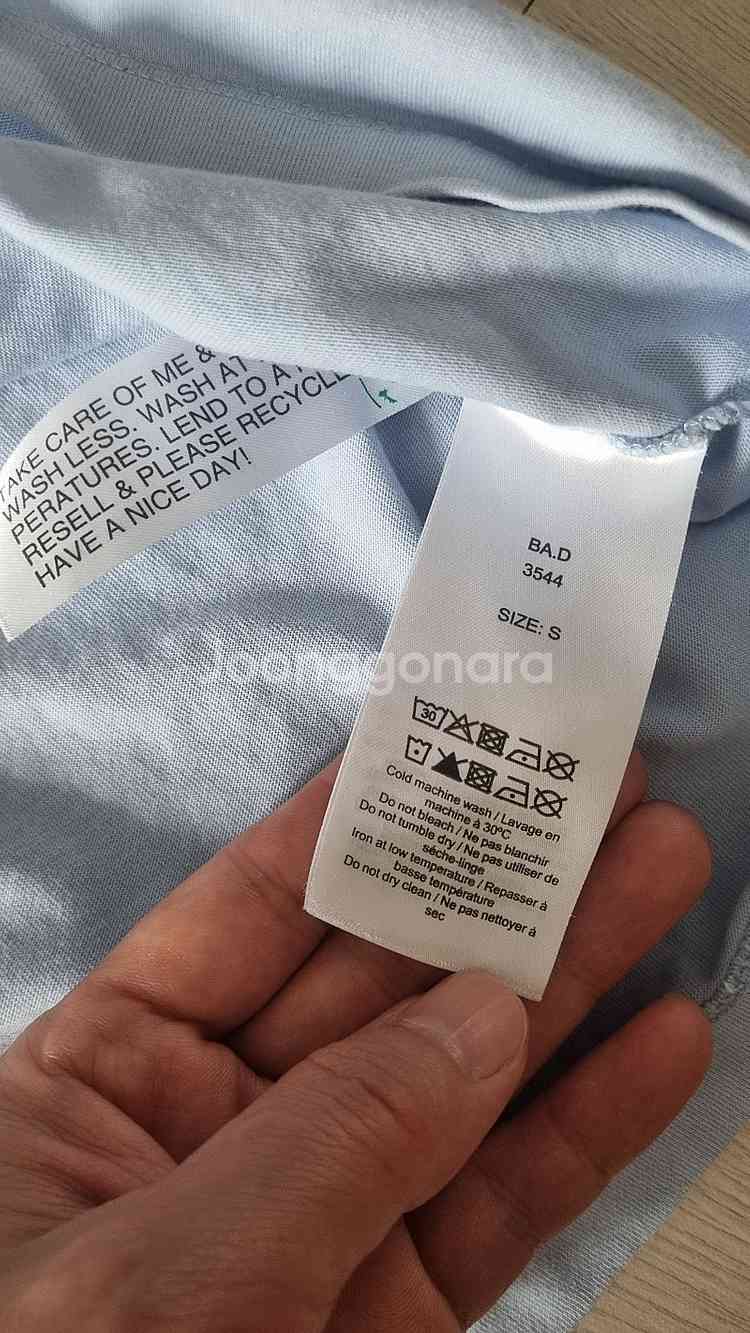 TAKE CARE OF ME &
WASH LESS. WASH AT
PERATURES. LEND TO A
RESELL & PLEASE RECYCLE
HAVE A NICE DAY!
BA.D
3544
SIZE: S
Joonggonara
30
Cold machine wash / Lavage en
machine à 30ºC
Do not bleach / Ne pas blanchir
Do not tumble dry / Ne pas utiliser de
sèche-linge
Iron at low temperature / Repasser à
basse température
Do not dry clean / Ne pas nettoyer à
sec